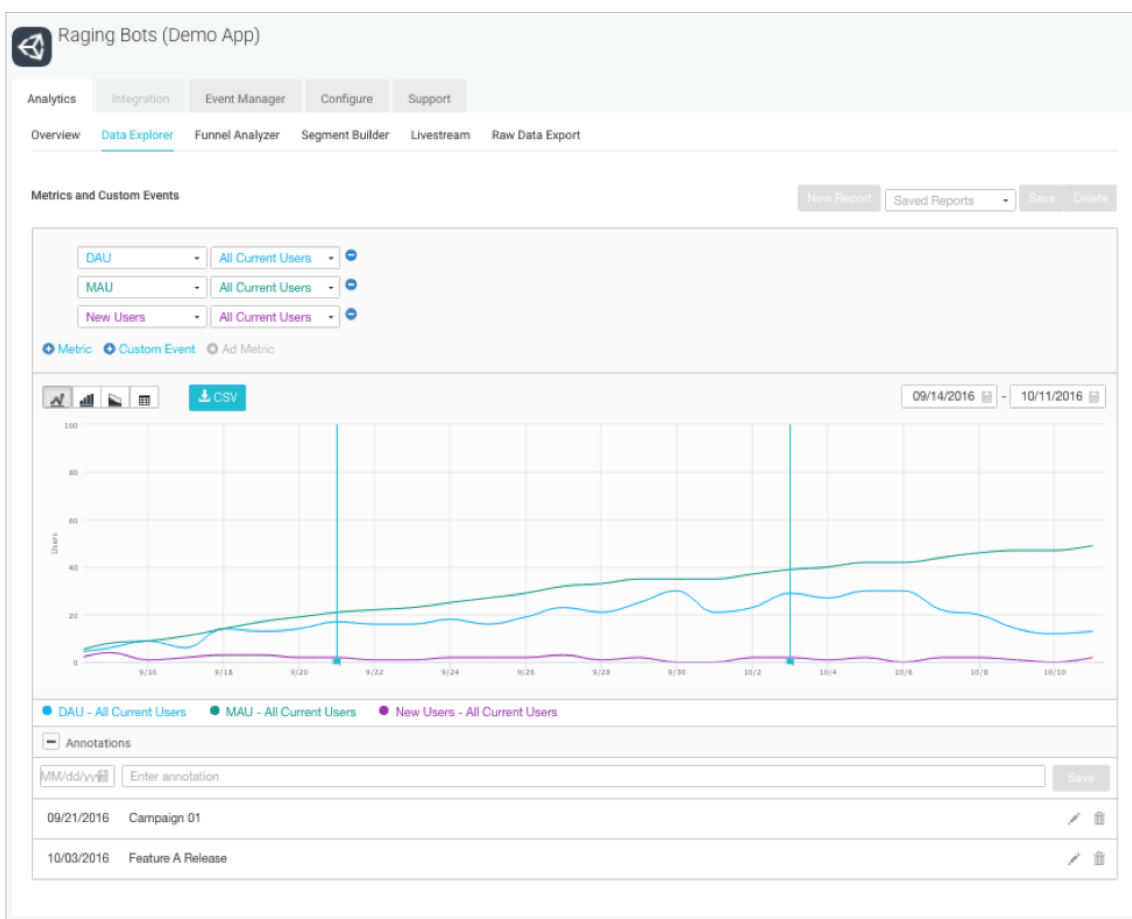 Raging Bots (Demo App)
Analytics Integration Event Manager Configure Support
Overview Data Explorer Funnel Analyzer Segment Builder Livestream Raw Data Export
Metrics and Custom Events New Report Saved Reports Save Delete
DAU All Current Users
MAU All Current Users
New Users All Current Users
Metric Custom Event Ad Metric
CSV 09/14/2016 - 10/11/2016
100
80
60
Users
40
20
0
9/16 9/18 9/20 9/22 9/24 9/26 9/28 9/30 10/2 10/4 10/6 10/8 10/10
DAU - All Current Users MAU - All Current Users New Users - All Current Users
Annotations
MM/dd/yy Enter annotation Save
09/21/2016 Campaign 01
10/03/2016 Feature A Release